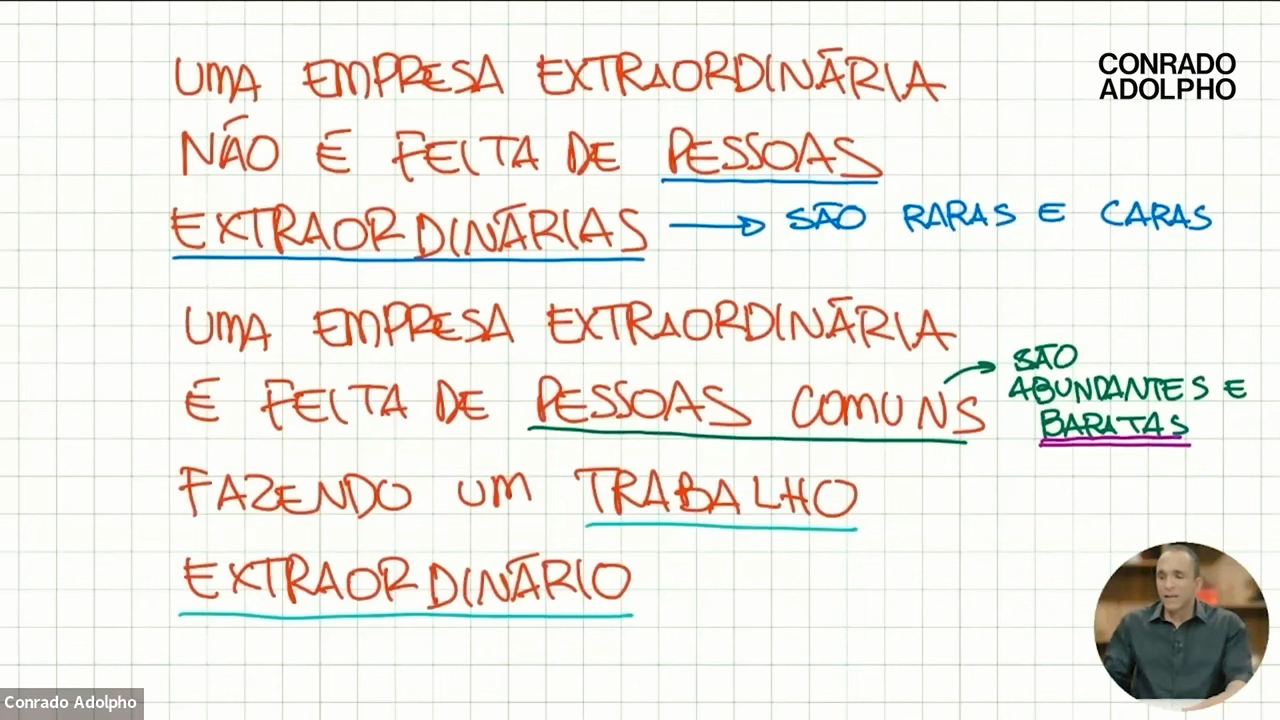 UMA EMPRESA EXTRAORDINÁRIA
NÃO É FEITA DE PESSOAS
EXTRAORDINÁRIAS → SÃO RARAS E CARAS
UMA EMPRESA EXTRAORDINÁRIA
É FEITA DE PESSOAS COMUNS
SÃO
ABUNDANTES E
BARATAS
FAZENDO UM TRABALHO
EXTRAORDINÁRIO
CONRADO
ADOLPHO
Conrado Adolpho